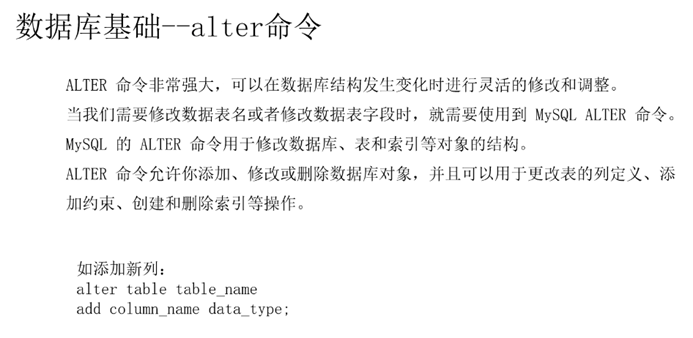 数据库基础--alter命令
ALTER 命令非常强大，可以在数据库结构发生变化时进行灵活的修改和调整。
当我们需要修改数据表名或者修改数据表字段时，就需要使用到 MySQL ALTER 命令。
MySQL 的 ALTER 命令用于修改数据库、表和索引等对象的结构。
ALTER 命令允许你添加、修改或删除数据库对象，并且可以用于更改表的列定义、添
加约束、创建和删除索引等操作。
如添加新列：
alter table table_name
add column_name data_type;